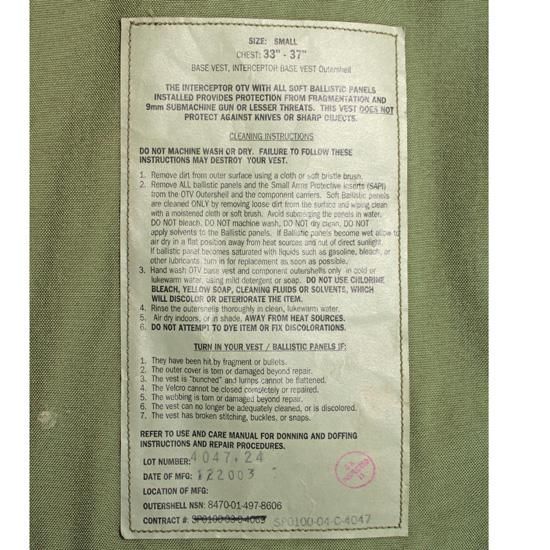 SIZE: SMALL
CHEST: 33" - 37"
BASE VEST, INTERCEPTOR BASE VEST Outershell
THE INTERCEPTOR OTV WITH ALL SOFT BALLISTIC PANELS
INSTALLED PROVIDES PROTECTION FROM FRAGMENTATION AND
9mm SUBMACHINE GUN OR LESSER THREATS. THIS VEST DOES NOT
PROTECT AGAINST KNIVES OR SHARP OBJECTS.
CLEANING INSTRUCTIONS
DO NOT MACHINE WASH OR DRY. FAILURE TO FOLLOW THESE
INSTRUCTIONS MAY DESTROY YOUR VEST.
1. Remove dirt from outer surface using a cloth or soft bristle brush.
2. Remove ALL ballistic panels and the Small Arms Protective Inserts (SAPI)
from the OTV Outershell and the component carriers. Soft Ballistic panels
are cleaned ONLY by removing loose dirt from the surface and wiping clean
with a moistened cloth or soft brush. Avoid submerging the panels in water.
DO NOT bleach, DO NOT machine wash, DO NOT dry clean, DO NOT
apply solvents to the Ballistic panels. If Ballistic Panels become wet allow to
air dry in a flat position away from heat sources and out of direct sunlight.
If ballistic panel becomes saturated with liquids such as gasoline, bleach, or
other lubricants, turn in for replacement as soon as possible.
3. Hand wash OTV base vest and component outershells only in cold or
lukewarm water, using mild detergent or soap. DO NOT USE CHLORINE
BLEACH, YELLOW SOAP, CLEANING FLUIDS OR SOLVENTS, WHICH
WILL DISCOLOR OR DETERIORATE THE ITEM.
4. Rinse the outershells thoroughly in clean, lukewarm water.
5. Air dry indoors, or in shade, AWAY FROM HEAT SOURCES.
6. DO NOT ATTEMPT TO DYE ITEM OR FIX DISCOLORATIONS.
TURN IN YOUR VEST / BALLISTIC PANELS IF:
1. They have been hit by fragment or bullets.
2. The outer cover is torn or damaged beyond repair.
3. The vest is "bunched" and lumps cannot be flattened.
4. The Velcro cannot be closed completely or repaired.
5. The webbing is torn or damaged beyond repair.
6. The vest can no longer be adequately cleaned, or is discolored.
7. The vest has broken stitching, buckles, or snaps.
REFER TO USE AND CARE MANUAL FOR DONNING AND DOFFING
INSTRUCTIONS AND REPAIR PROCEDURES.
LOT NUMBER: 4047.24
DATE OF MFG: 122003
LOCATION OF MFG:
OUTERSHELL NSN: 8470-01-497-8606
CONTRACT #: SP0100-03-C-4063 SP0100-04-C-4047